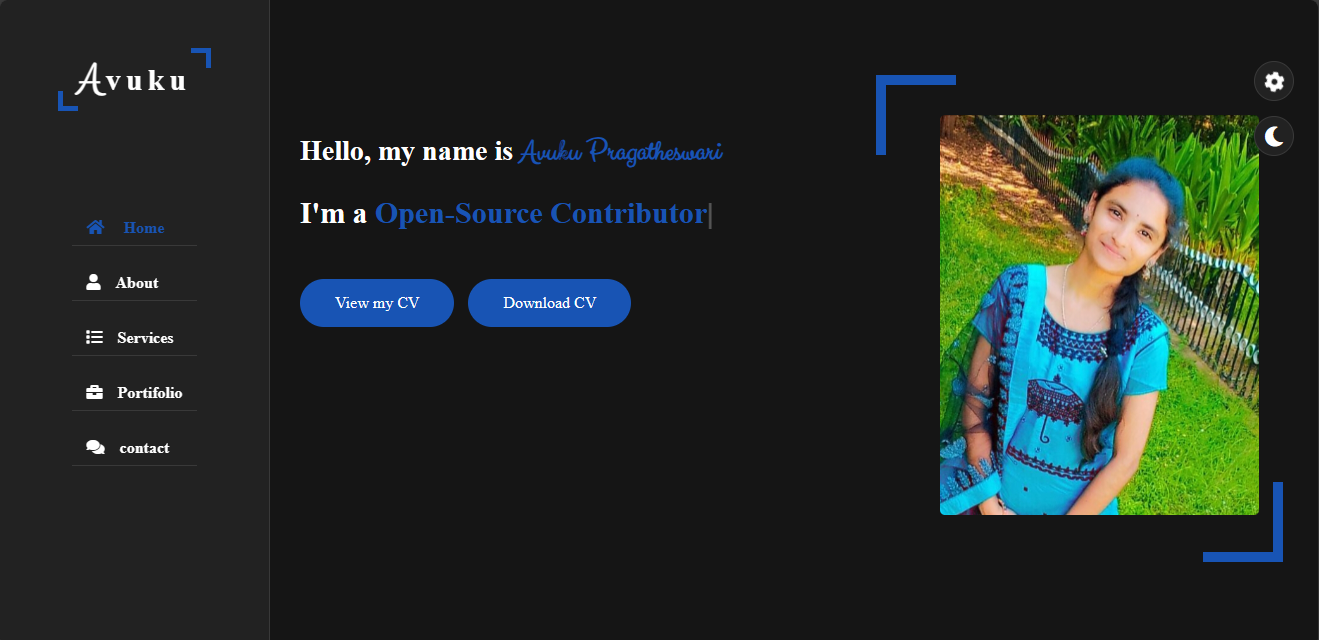 Avuku
Home
About
Services
Portifolio
contact
Hello, my name is Avuku Pragatheswari
I'm a Open-Source Contributor|
View my CV
Download CV